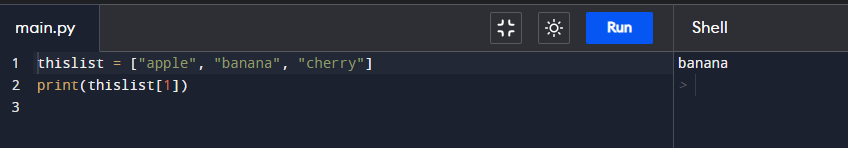 main.py Run Shell
1 thislist = ["apple", "banana", "cherry"] banana
2 print(thislist[1]) >
3